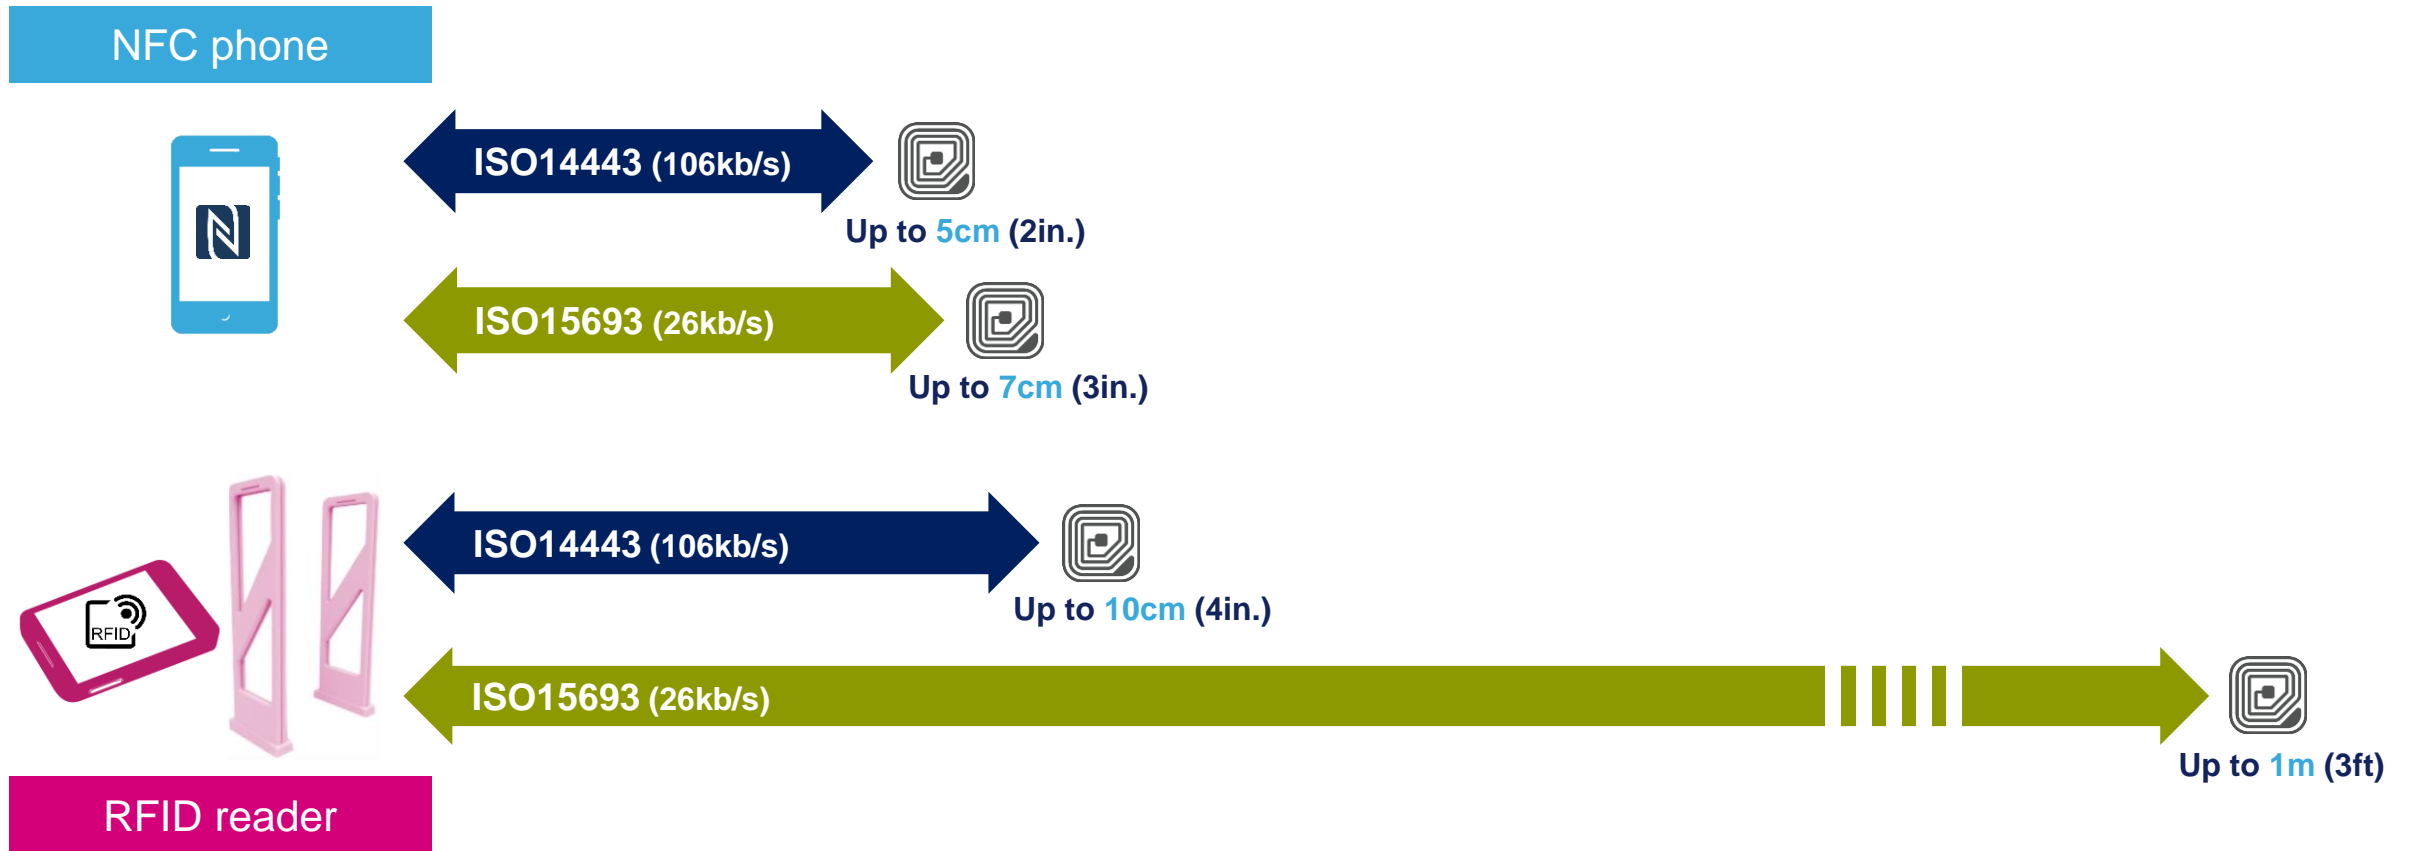 NFC phone
ISO14443 (106kb/s)
Up to 5cm (2in.)
ISO15693 (26kb/s)
Up to 7cm (3in.)
ISO14443 (106kb/s)
RFID
Up to 10cm (4in.)
ISO15693 (26kb/s)
Up to 1m (3ft)
RFID reader